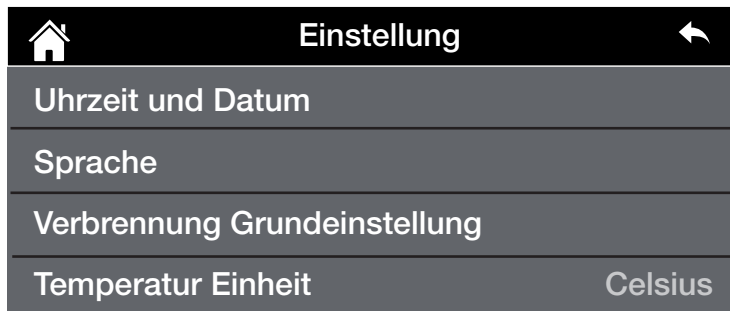 Einstellung
Uhrzeit und Datum
Sprache
Verbrennung Grundeinstellung
Temperatur Einheit Celsius